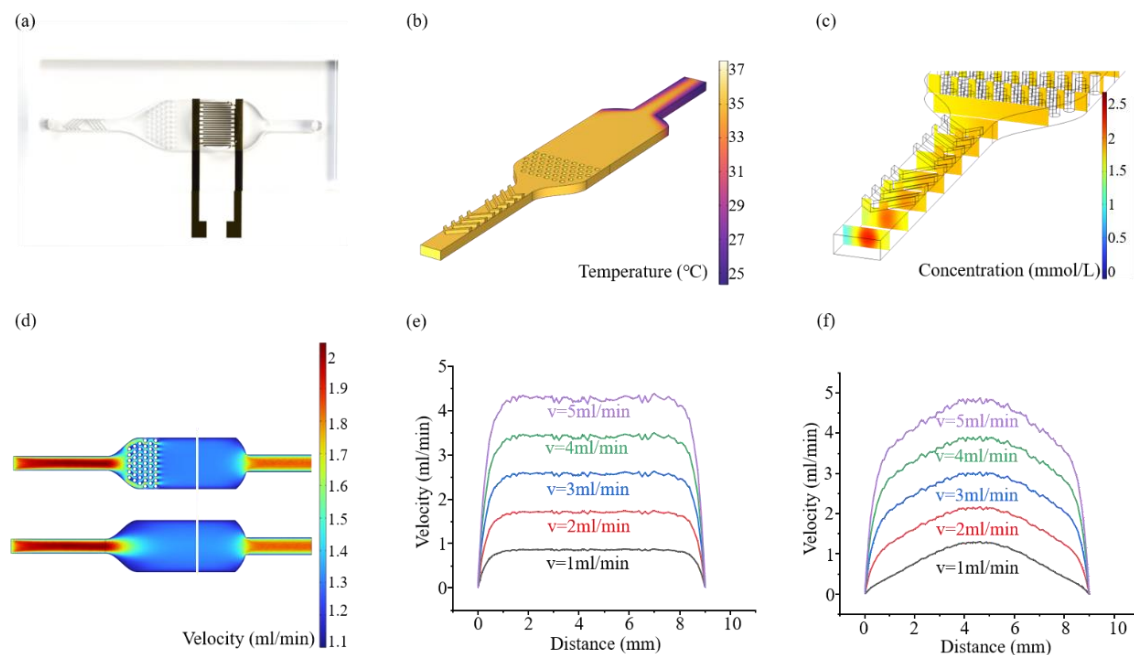 (a)
(b)
37
35
33
31
29
27
25
Temperature (℃)
(c)
2.5
2
1.5
1
0.5
0
Concentration (mmol/L)
(d)
2
1.9
1.8
1.7
1.6
1.5
1.4
1.3
1.2
1.1
Velocity (ml/min)
(e)
Velocity (ml/min)
5
4
3
2
1
0
v=5ml/min
v=4ml/min
v=3ml/min
v=2ml/min
v=1ml/min
0 2 4 6 8 10
Distance (mm)
(f)
Velocity (ml/min)
5
4
3
2
1
0
v=5ml/min
v=4ml/min
v=3ml/min
v=2ml/min
v=1ml/min
0 2 4 6 8 10
Distance (mm)